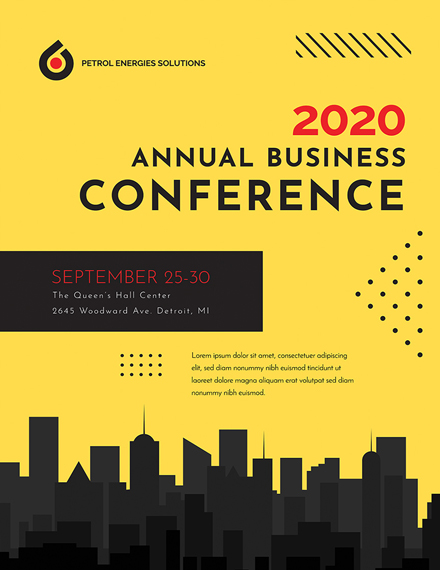 PETROL ENERGIES SOLUTIONS
2020
ANNUAL BUSINESS
CONFERENCE
SEPTEMBER 25-30
The Queen's Hall Center
2645 Woodward Ave. Detroit, MI
Lorem ipsum dolor sit amet, consectetuer adipiscing
elit, sed diam nonummy nibh euismod tincidunt ut
laoreet dolore magna aliquam erat volutpat sed diam
nonummy nibh euismod.